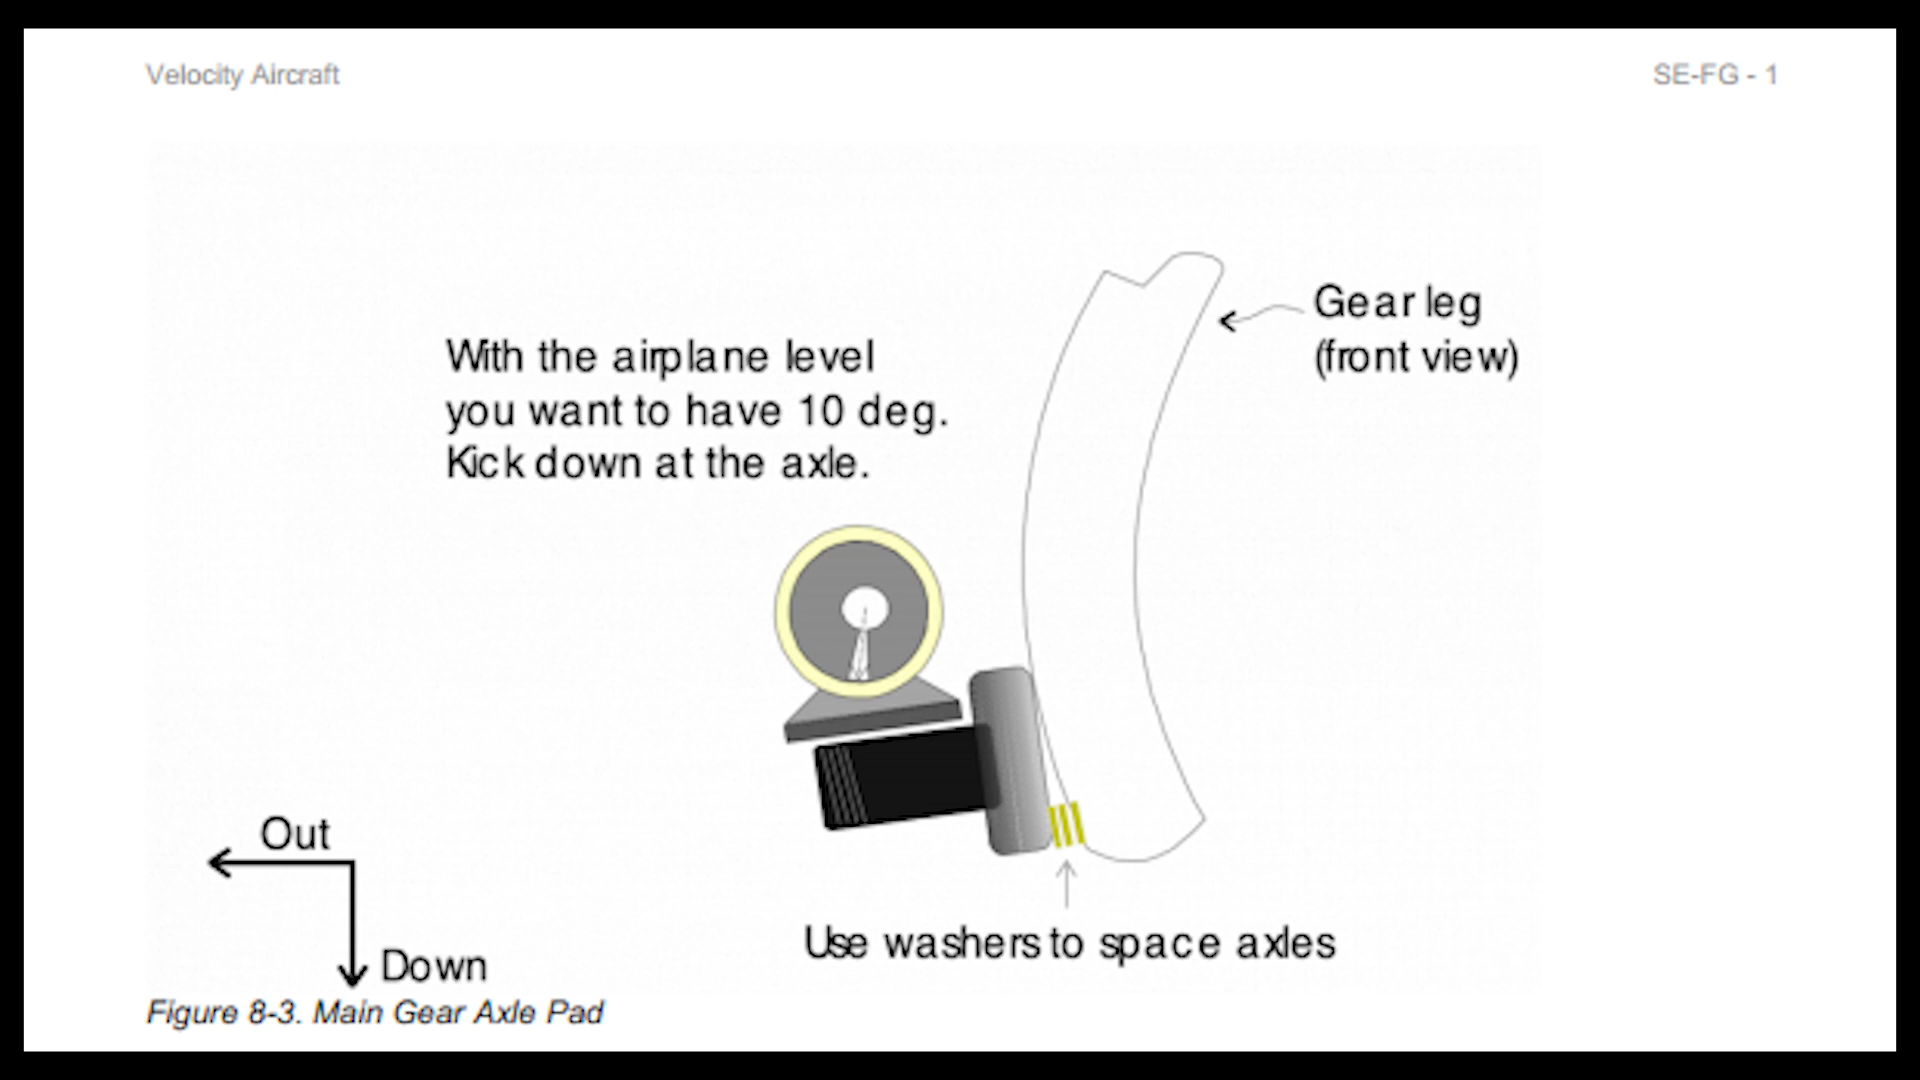 Velocity Aircraft
SE-FG - 1
With the airplane level
you want to have 10 deg.
Kick down at the axle.
Gear leg
(front view)
Out
Down
Use washers to space axles
Figure 8-3. Main Gear Axle Pad